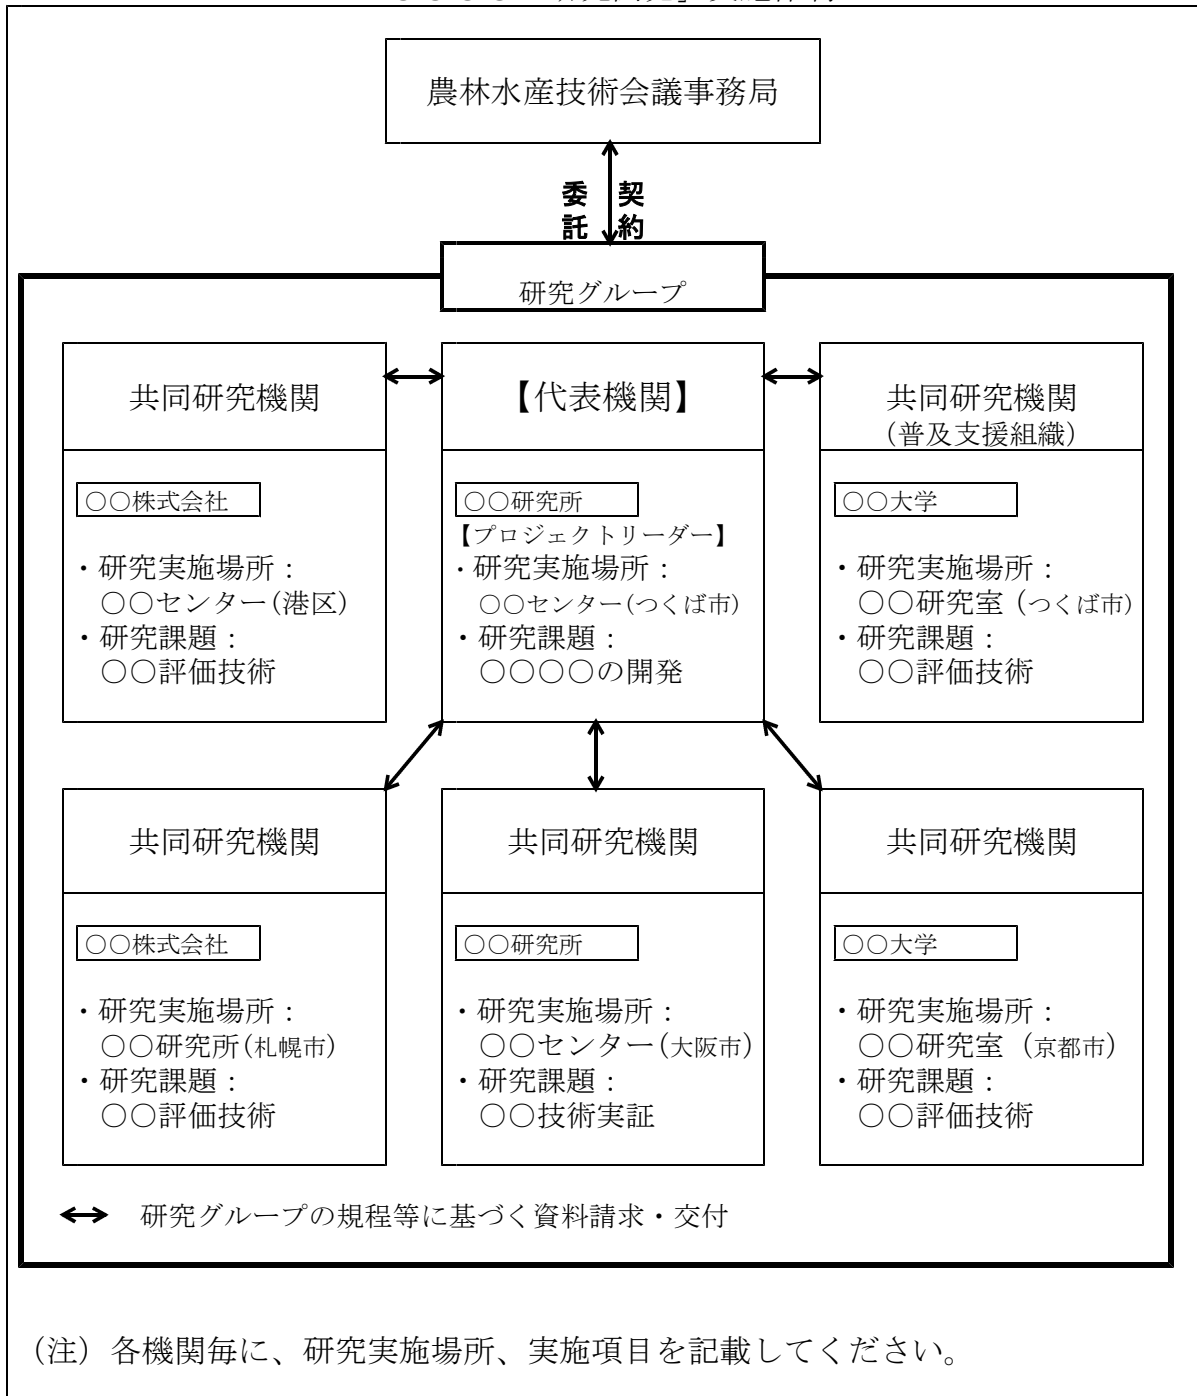 農林水産技術会議事務局
委 契
託 約
研究グループ
共同研究機関
○○株式会社
・研究実施場所：
○○センター(港区)
・研究課題：
○○評価技術
【代表機関】
○○研究所
【プロジェクトリーダー】
・研究実施場所：
○○センター(つくば市)
・研究課題：
○○○○の開発
共同研究機関
（普及支援組織）
○○大学
・研究実施場所：
○○研究室（つくば市）
・研究課題：
○○評価技術
共同研究機関
○○株式会社
・研究実施場所：
○○研究所(札幌市)
・研究課題：
○○評価技術
共同研究機関
○○研究所
・研究実施場所：
○○センター(大阪市)
・研究課題：
○○技術実証
共同研究機関
○○大学
・研究実施場所：
○○研究室（京都市）
・研究課題：
○○評価技術
研究グループの規程等に基づく資料請求・交付
（注）各機関毎に、研究実施場所、実施項目を記載してください。